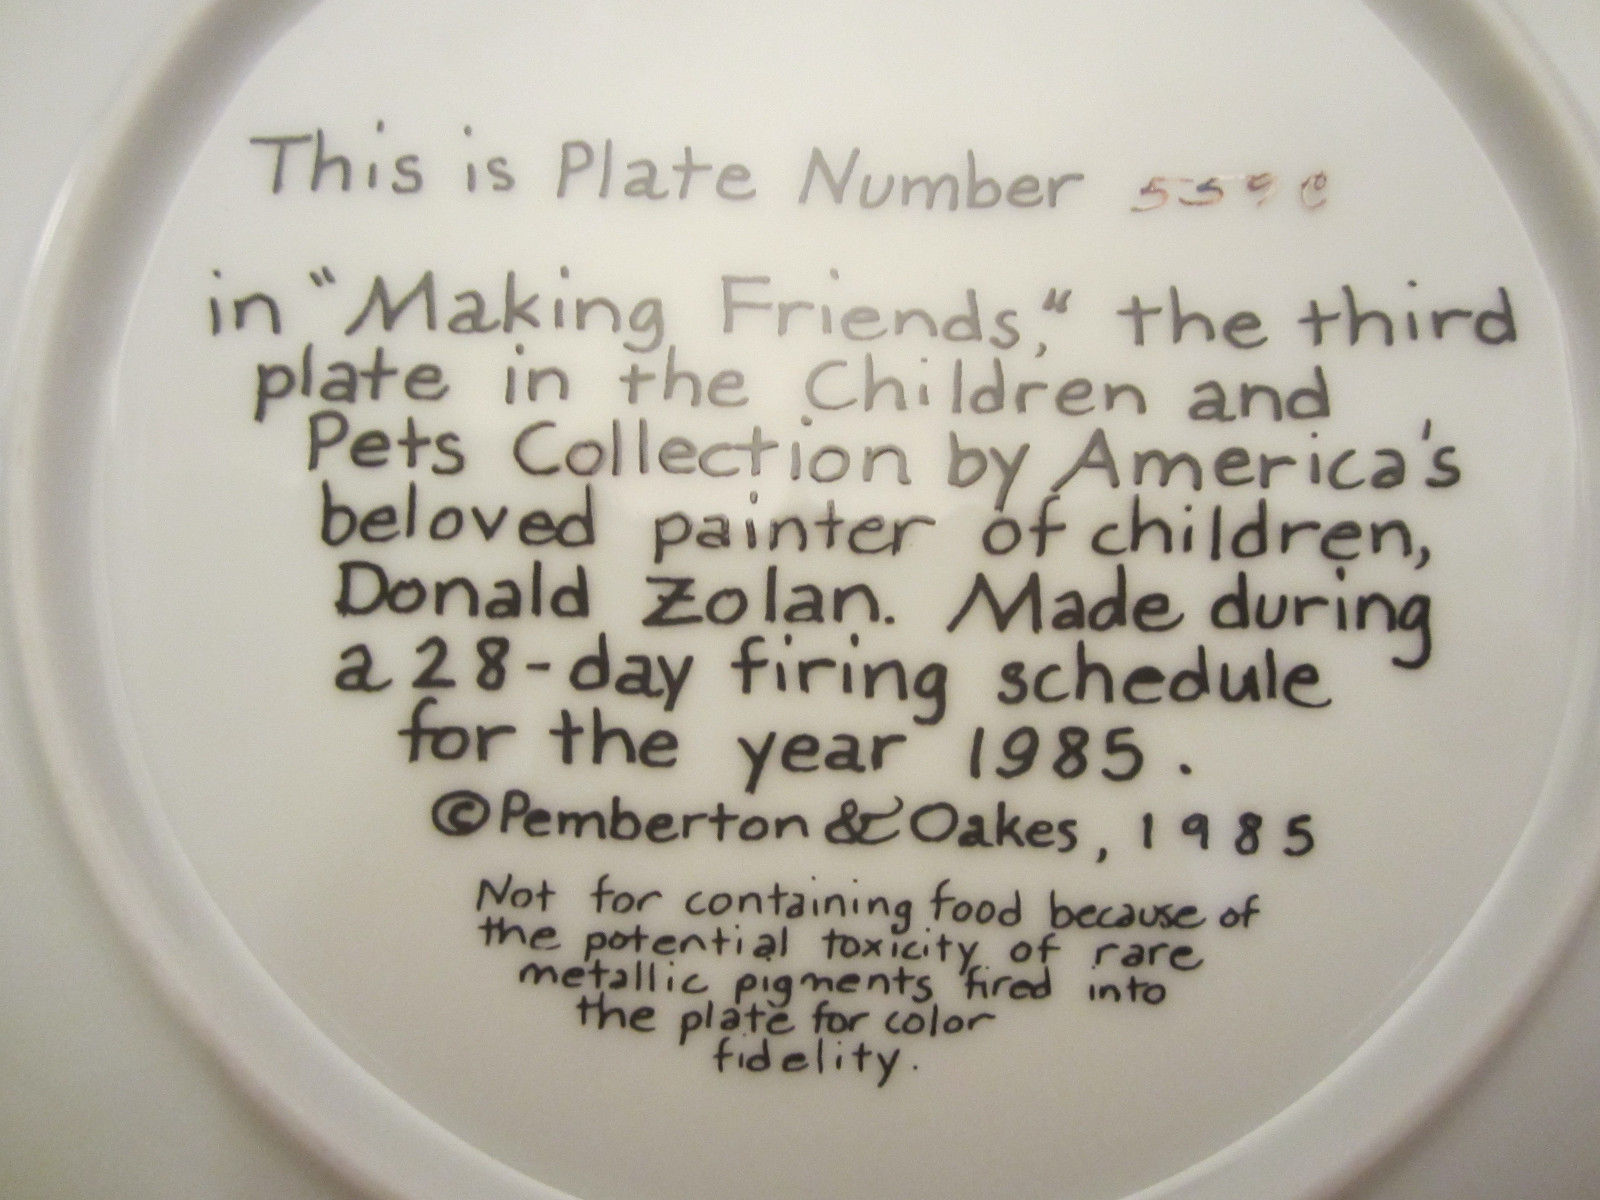 This is Plate Number
in "Making Friends," the third
plate in the Children and
Pets Collection by America's
beloved painter of children,
Donald Zolan. Made during
a 28-day firing schedule
for the year 1985.
©Pemberton & Oakes, 1985
Not for containing food because of
the potential toxicity of rare
metallic pigments fired into
the plate for color
fidelity.